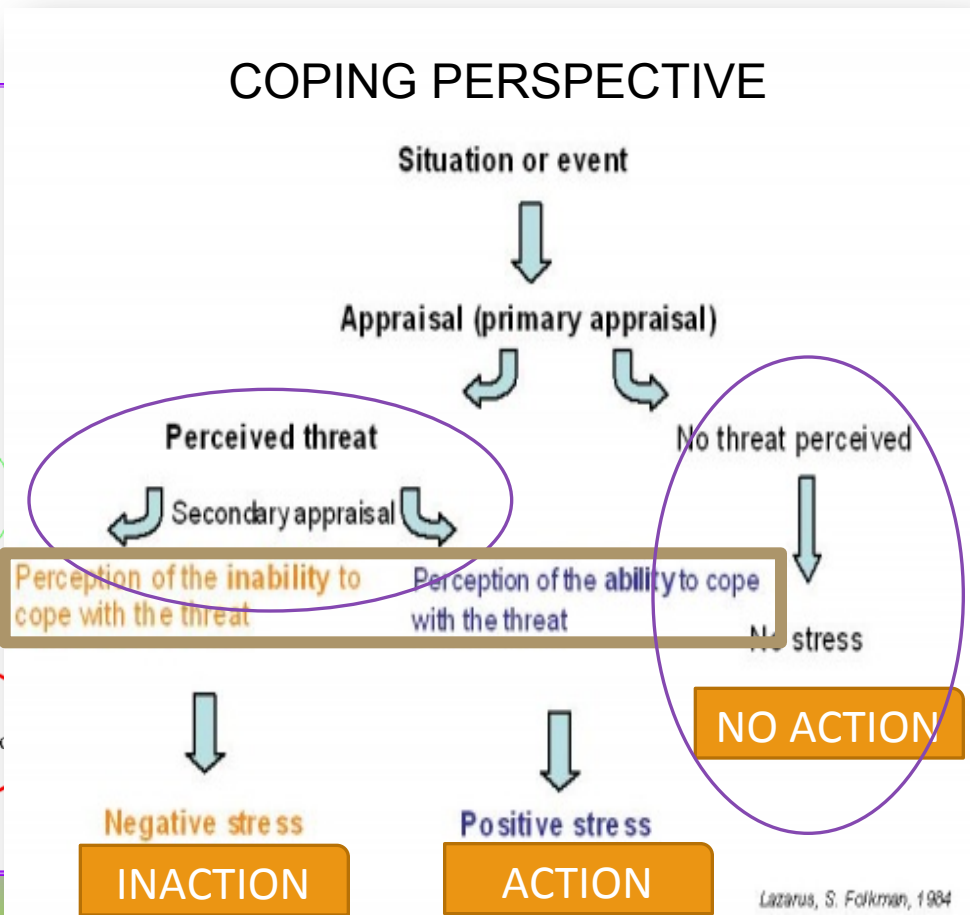 COPING PERSPECTIVE
Situation or event
Appraisal (primary appraisal)
Perceived threat
No threat perceived
Secondary appraisal
Perception of the inability to
cope with the threat
Perception of the ability to cope
with the threat
No stress
NO ACTION
Negative stress
Positive stress
INACTION
ACTION
Lazarus, S. Folkman, 1984